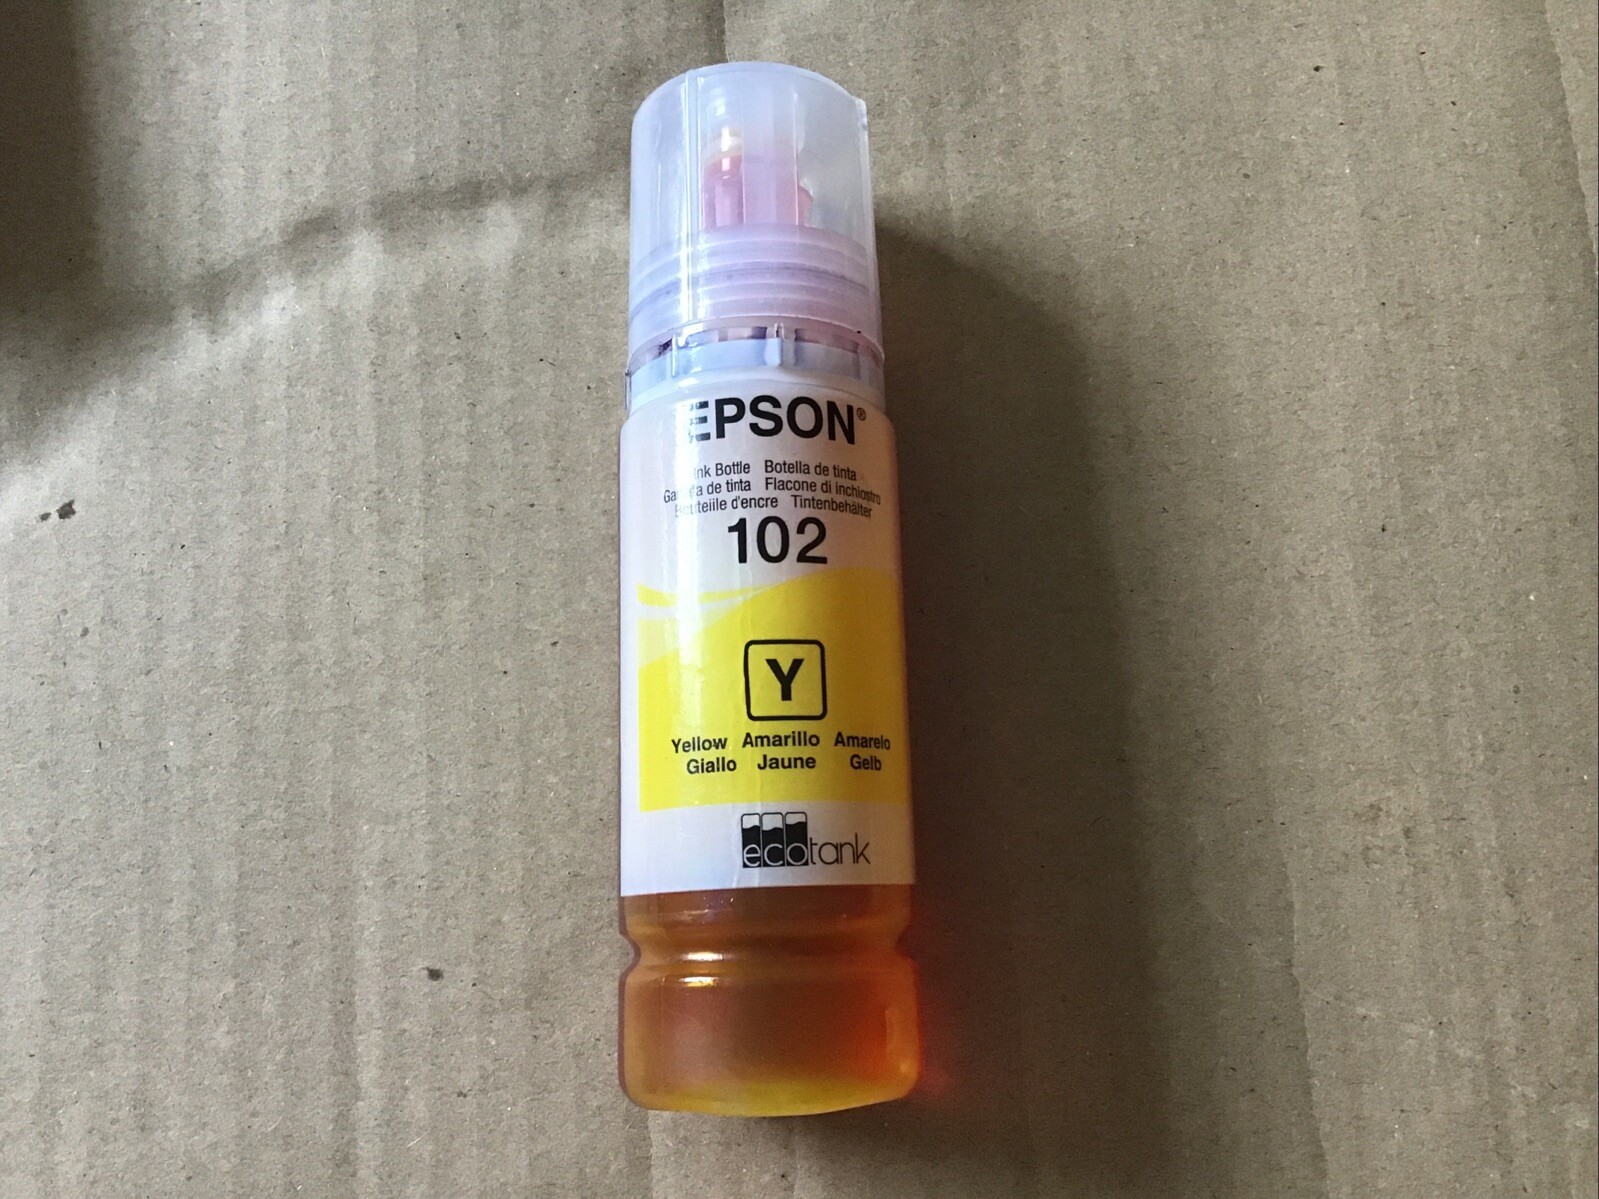 EPSON®
Ink Bottle Botella de tinta
Garrafa de tinta Flacone di inchiostro
Bouteille d'encre Tintenbehälter
102
Y
Yellow Amarillo Amarelo
Giallo Jaune Gelb
ecotank